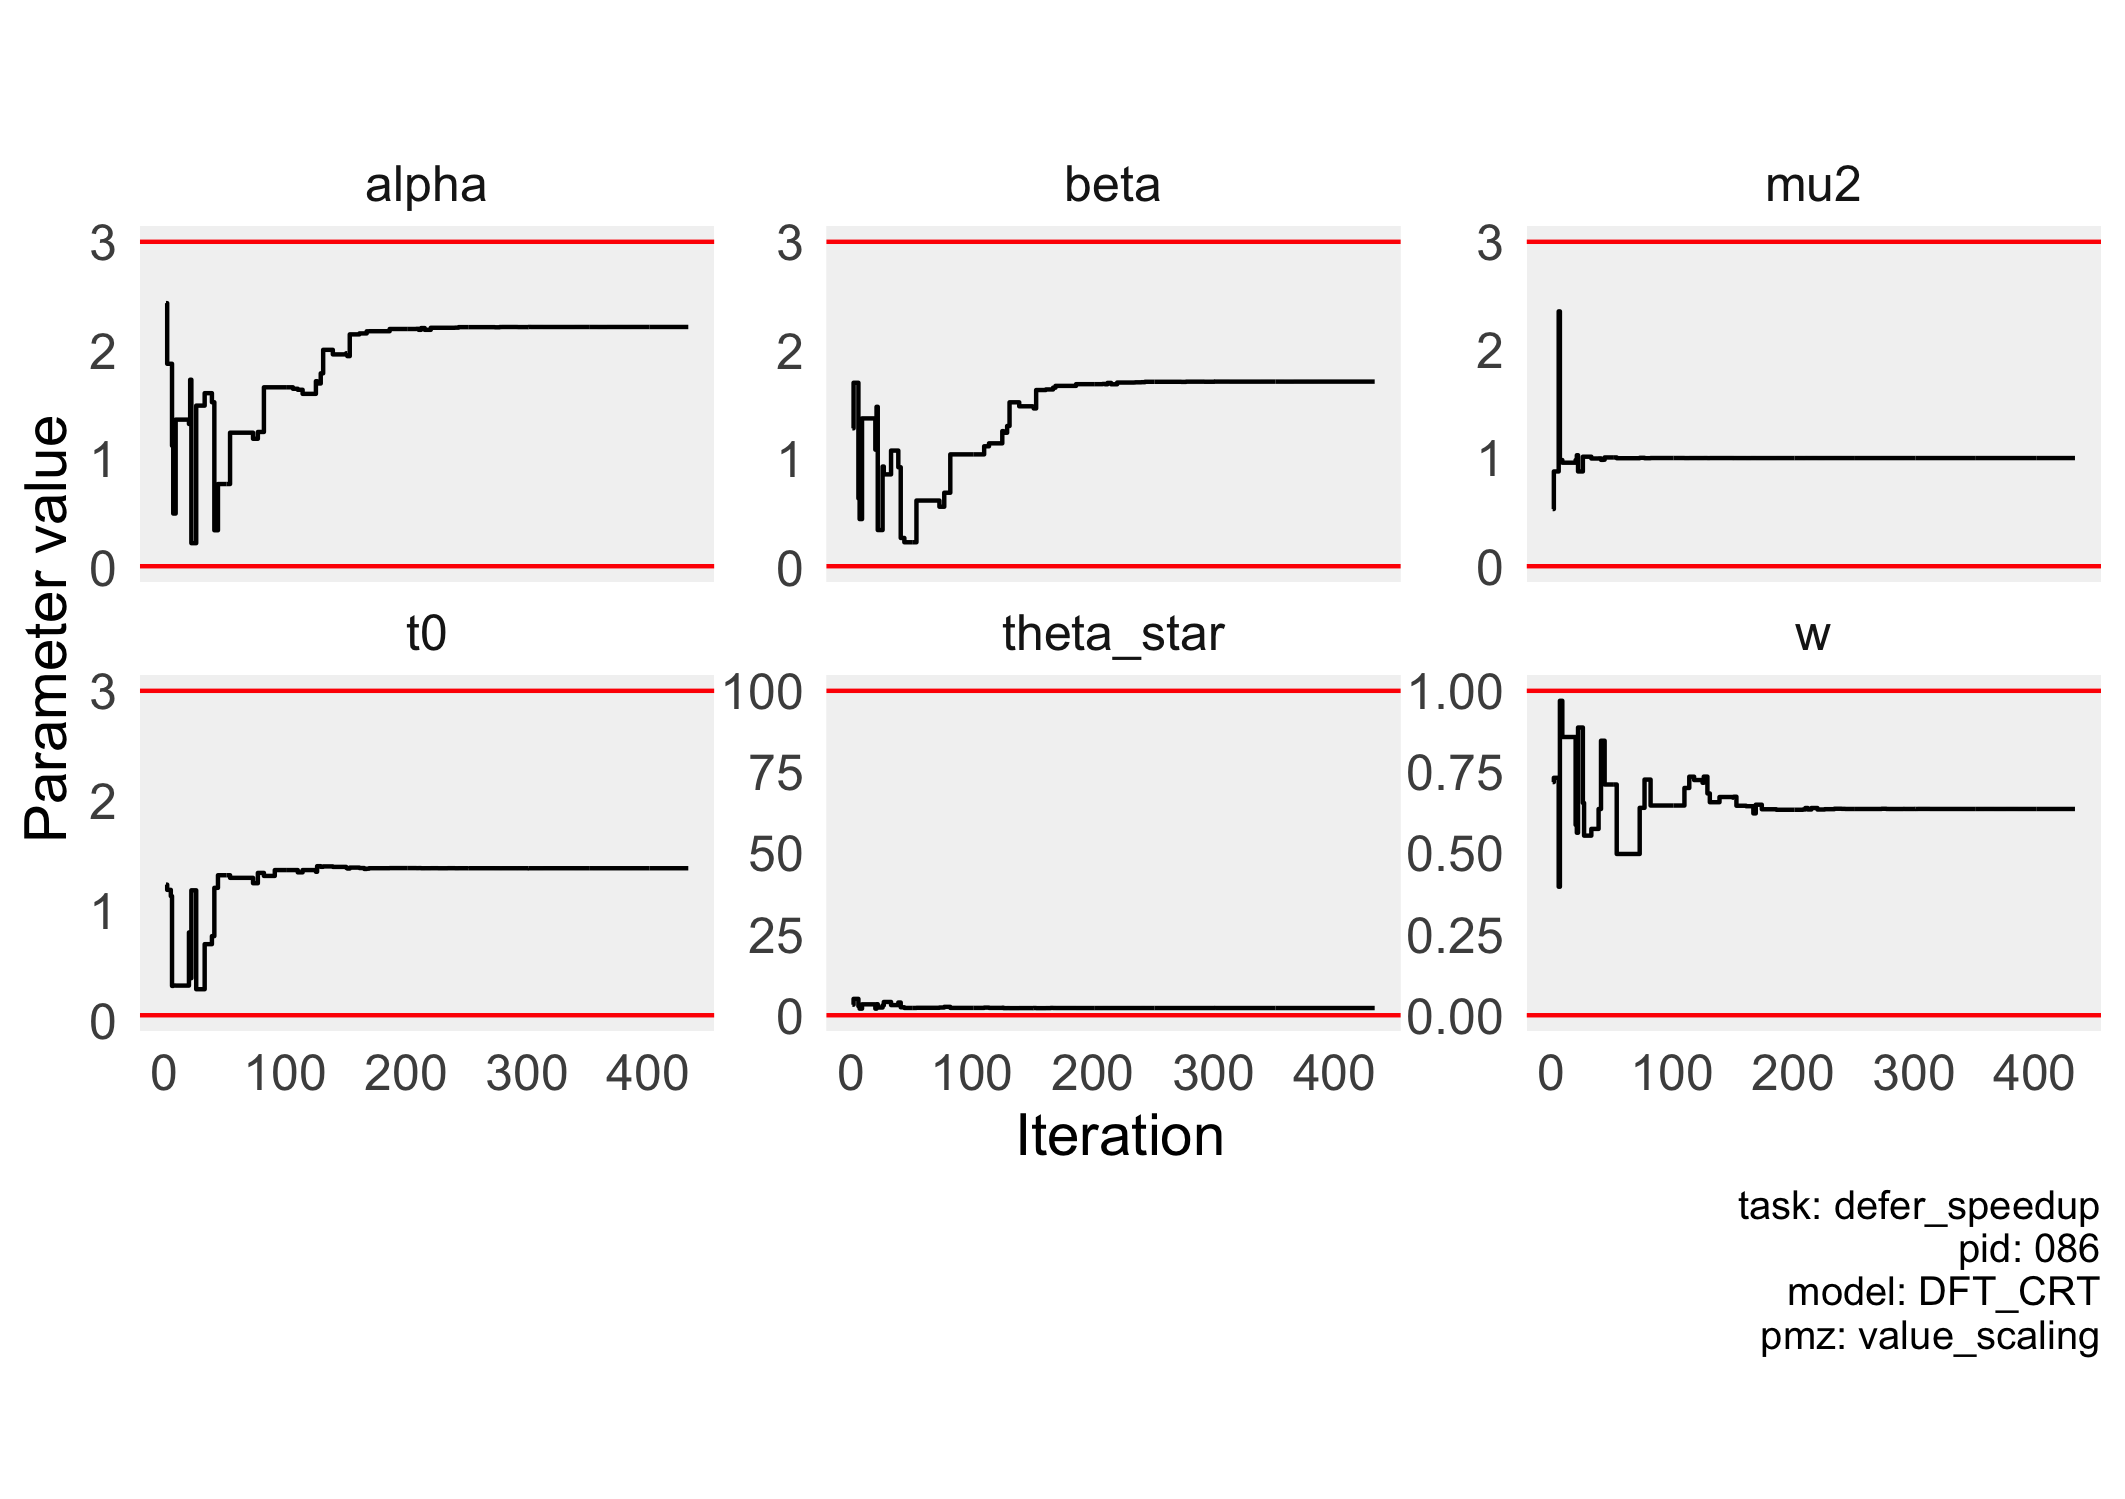 alpha
beta
mu2
3
2
1
0
3
2
1
0
3
2
1
0
t0
theta_star
w
3
2
1
0
100
75
50
25
0
1.00
0.75
0.50
0.25
0.00
0 100 200 300 400
0 100 200 300 400
0 100 200 300 400
Parameter value
Iteration
task: defer_speedup
pid: 086
model: DFT_CRT
pmz: value_scaling